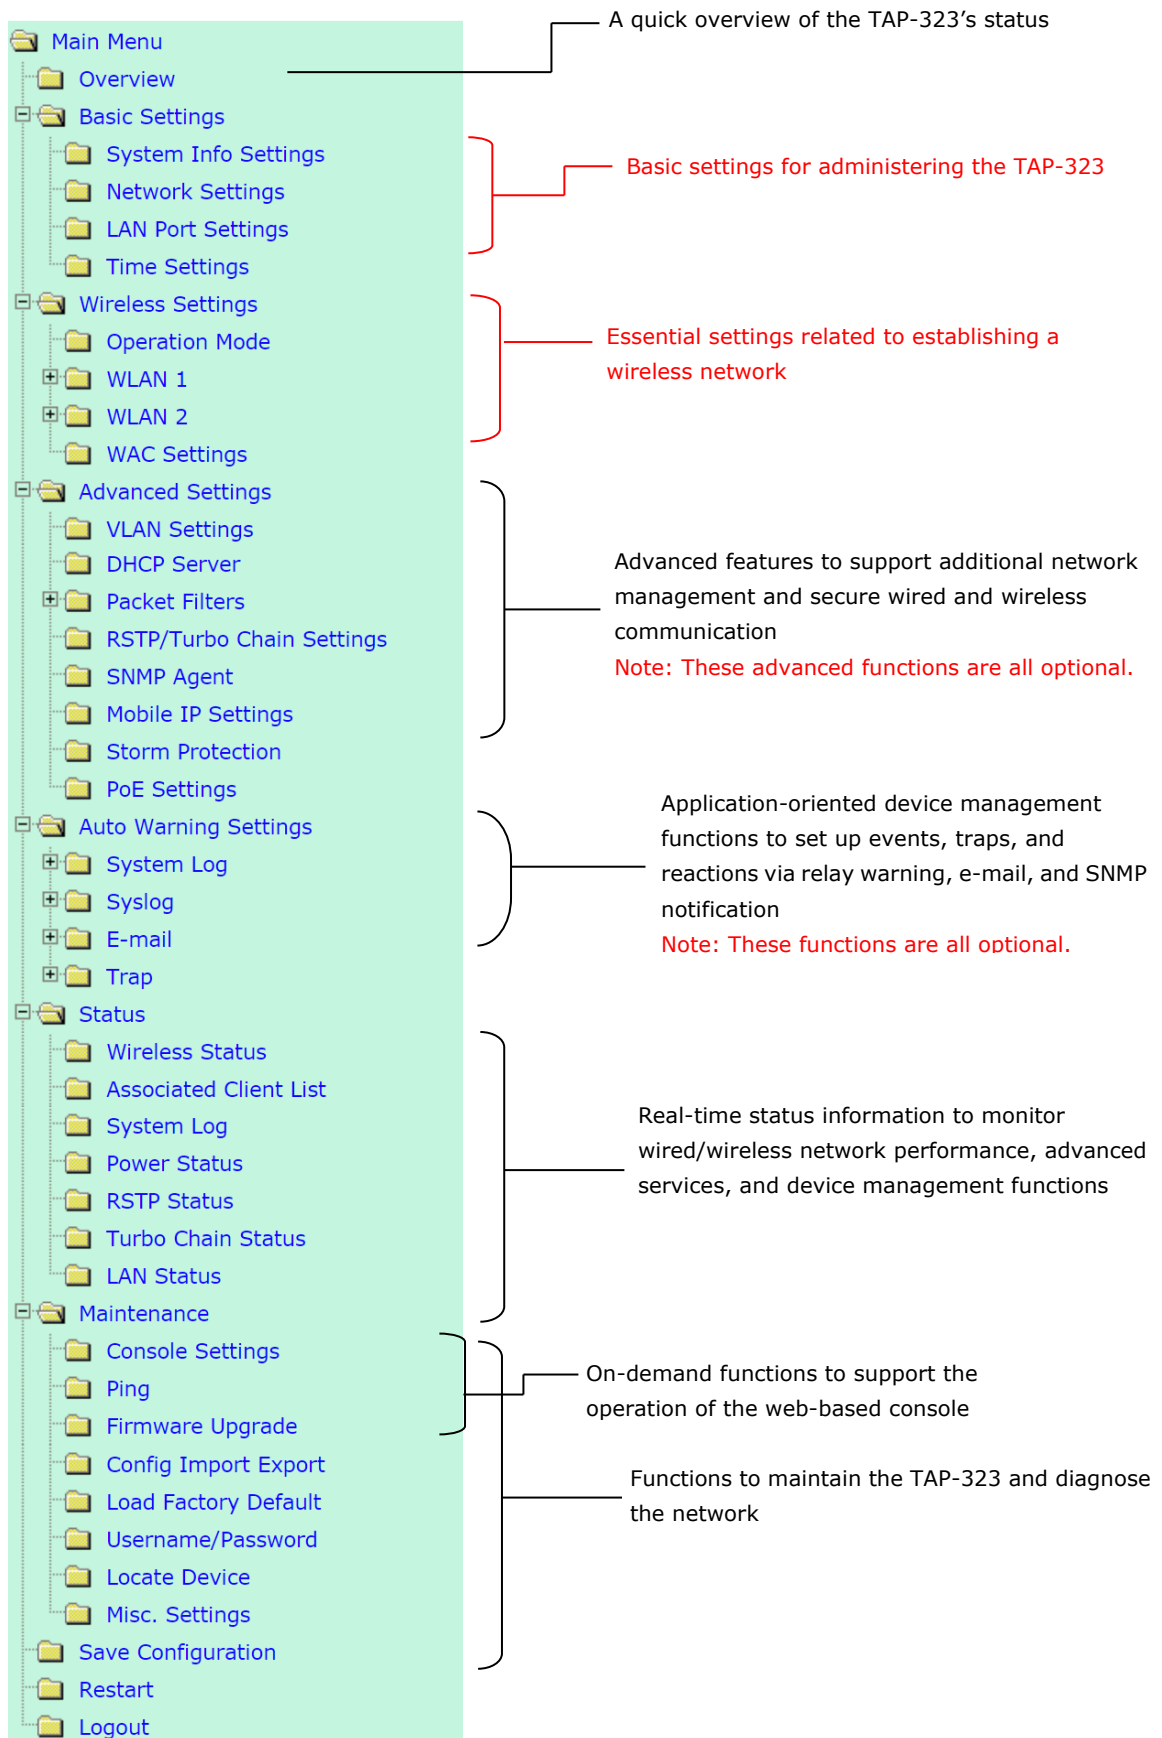 A quick overview of the TAP-323’s status
Main Menu
Overview
Basic Settings
System Info Settings
Network Settings
LAN Port Settings
Time Settings
Basic settings for administering the TAP-323
Wireless Settings
Operation Mode
WLAN 1
WLAN 2
WAC Settings
Essential settings related to establishing a
wireless network
Advanced Settings
VLAN Settings
DHCP Server
Packet Filters
RSTP/Turbo Chain Settings
SNMP Agent
Mobile IP Settings
Storm Protection
PoE Settings
Advanced features to support additional network
management and secure wired and wireless
communication
Note: These advanced functions are all optional.
Auto Warning Settings
System Log
Syslog
E-mail
Trap
Application-oriented device management
functions to set up events, traps, and
reactions via relay warning, e-mail, and SNMP
notification
Note: These functions are all optional.
Status
Wireless Status
Associated Client List
System Log
Power Status
RSTP Status
Turbo Chain Status
LAN Status
Real-time status information to monitor
wired/wireless network performance, advanced
services, and device management functions
Maintenance
Console Settings
Ping
Firmware Upgrade
Config Import Export
Load Factory Default
Username/Password
Locate Device
Misc. Settings
On-demand functions to support the
operation of the web-based console
Functions to maintain the TAP-323 and diagnose
the network
Save Configuration
Restart
Logout